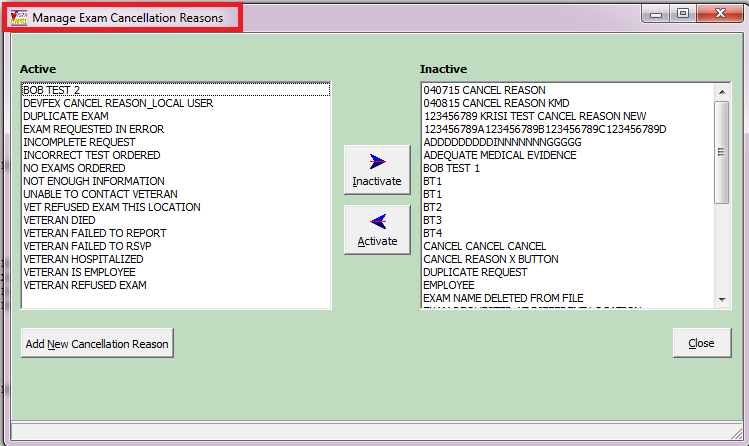 Manage Exam Cancellation Reasons
Active
BOB TEST 2
DEVFEX CANCEL REASON_LOCAL USER
DUPLICATE EXAM
EXAM REQUESTED IN ERROR
INCOMPLETE REQUEST
INCORRECT TEST ORDERED
NO EXAMS ORDERED
NOT ENOUGH INFORMATION
UNABLE TO CONTACT VETERAN
VET REFUSED EXAM THIS LOCATION
VETERAN DIED
VETERAN FAILED TO REPORT
VETERAN FAILED TO RSVP
VETERAN HOSPITALIZED
VETERAN IS EMPLOYEE
VETERAN REFUSED EXAM
Inactivate
Activate
Inactive
040715 CANCEL REASON
040815 CANCEL REASON KMD
123456789 KRISI TEST CANCEL REASON NEW
123456789A123456789B123456789C123456789D
ADDDDDDDDDINNNNNNNGGGGG
ADEQUATE MEDICAL EVIDENCE
BOB TEST 1
BT1
BT1
BT2
BT3
BT4
CANCEL CANCEL CANCEL
CANCEL REASON X BUTTON
DUPLICATE REQUEST
EMPLOYEE
EXAM NAME DELETED FROM FILE
Add New Cancellation Reason
Close